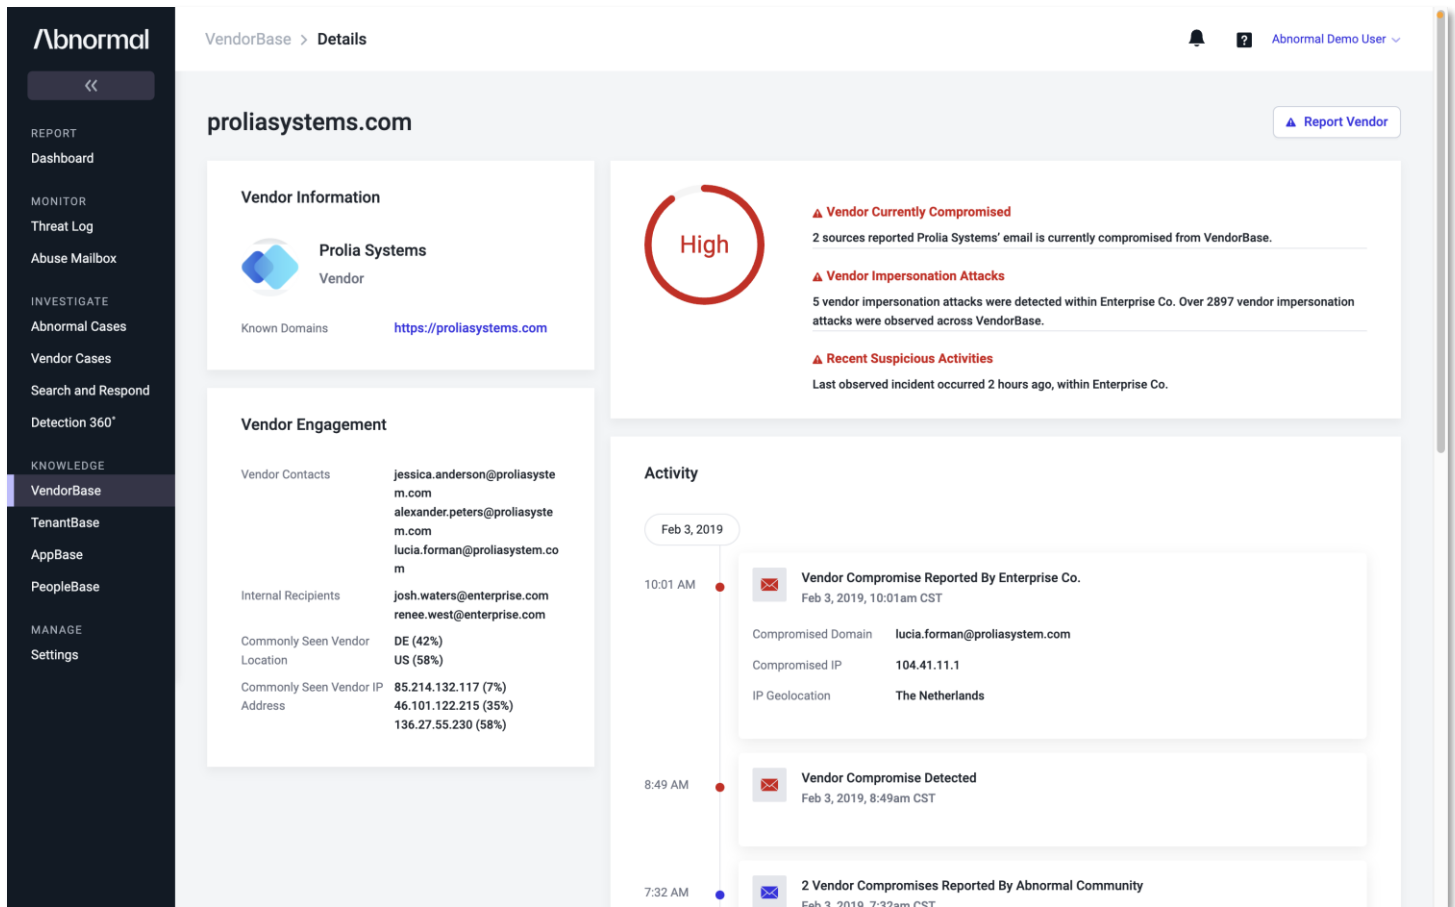 Abnormal
VendorBase > Details
? Abnormal Demo User
REPORT
Dashboard
MONITOR
Threat Log
Abuse Mailbox
INVESTIGATE
Abnormal Cases
Vendor Cases
Search and Respond
Detection 360°
KNOWLEDGE
VendorBase
TenantBase
AppBase
PeopleBase
MANAGE
Settings
proliasystems.com
Report Vendor
Vendor Information
Prolia Systems
Vendor
Known Domains https://proliasystems.com
Vendor Engagement
Vendor Contacts jessica.anderson@proliasyste
m.com
alexander.peters@proliasyste
m.com
lucia.forman@proliasystem.co
m
Internal Recipients josh.waters@enterprise.com
renee.west@enterprise.com
Commonly Seen Vendor DE (42%)
Location US (58%)
Commonly Seen Vendor IP 85.214.132.117 (7%)
Address 46.101.122.215 (35%)
136.27.55.230 (58%)
High
Vendor Currently Compromised
2 sources reported Prolia Systems’ email is currently compromised from VendorBase.
Vendor Impersonation Attacks
5 vendor impersonation attacks were detected within Enterprise Co. Over 2897 vendor impersonation
attacks were observed across VendorBase.
Recent Suspicious Activities
Last observed incident occurred 2 hours ago, within Enterprise Co.
Activity
Feb 3, 2019
10:01 AM
Vendor Compromise Reported By Enterprise Co.
Feb 3, 2019, 10:01am CST
Compromised Domain lucia.forman@proliasystem.com
Compromised IP 104.41.11.1
IP Geolocation The Netherlands
8:49 AM
Vendor Compromise Detected
Feb 3, 2019, 8:49am CST
7:32 AM
2 Vendor Compromises Reported By Abnormal Community
Feb 3, 2019, 7:32am CST